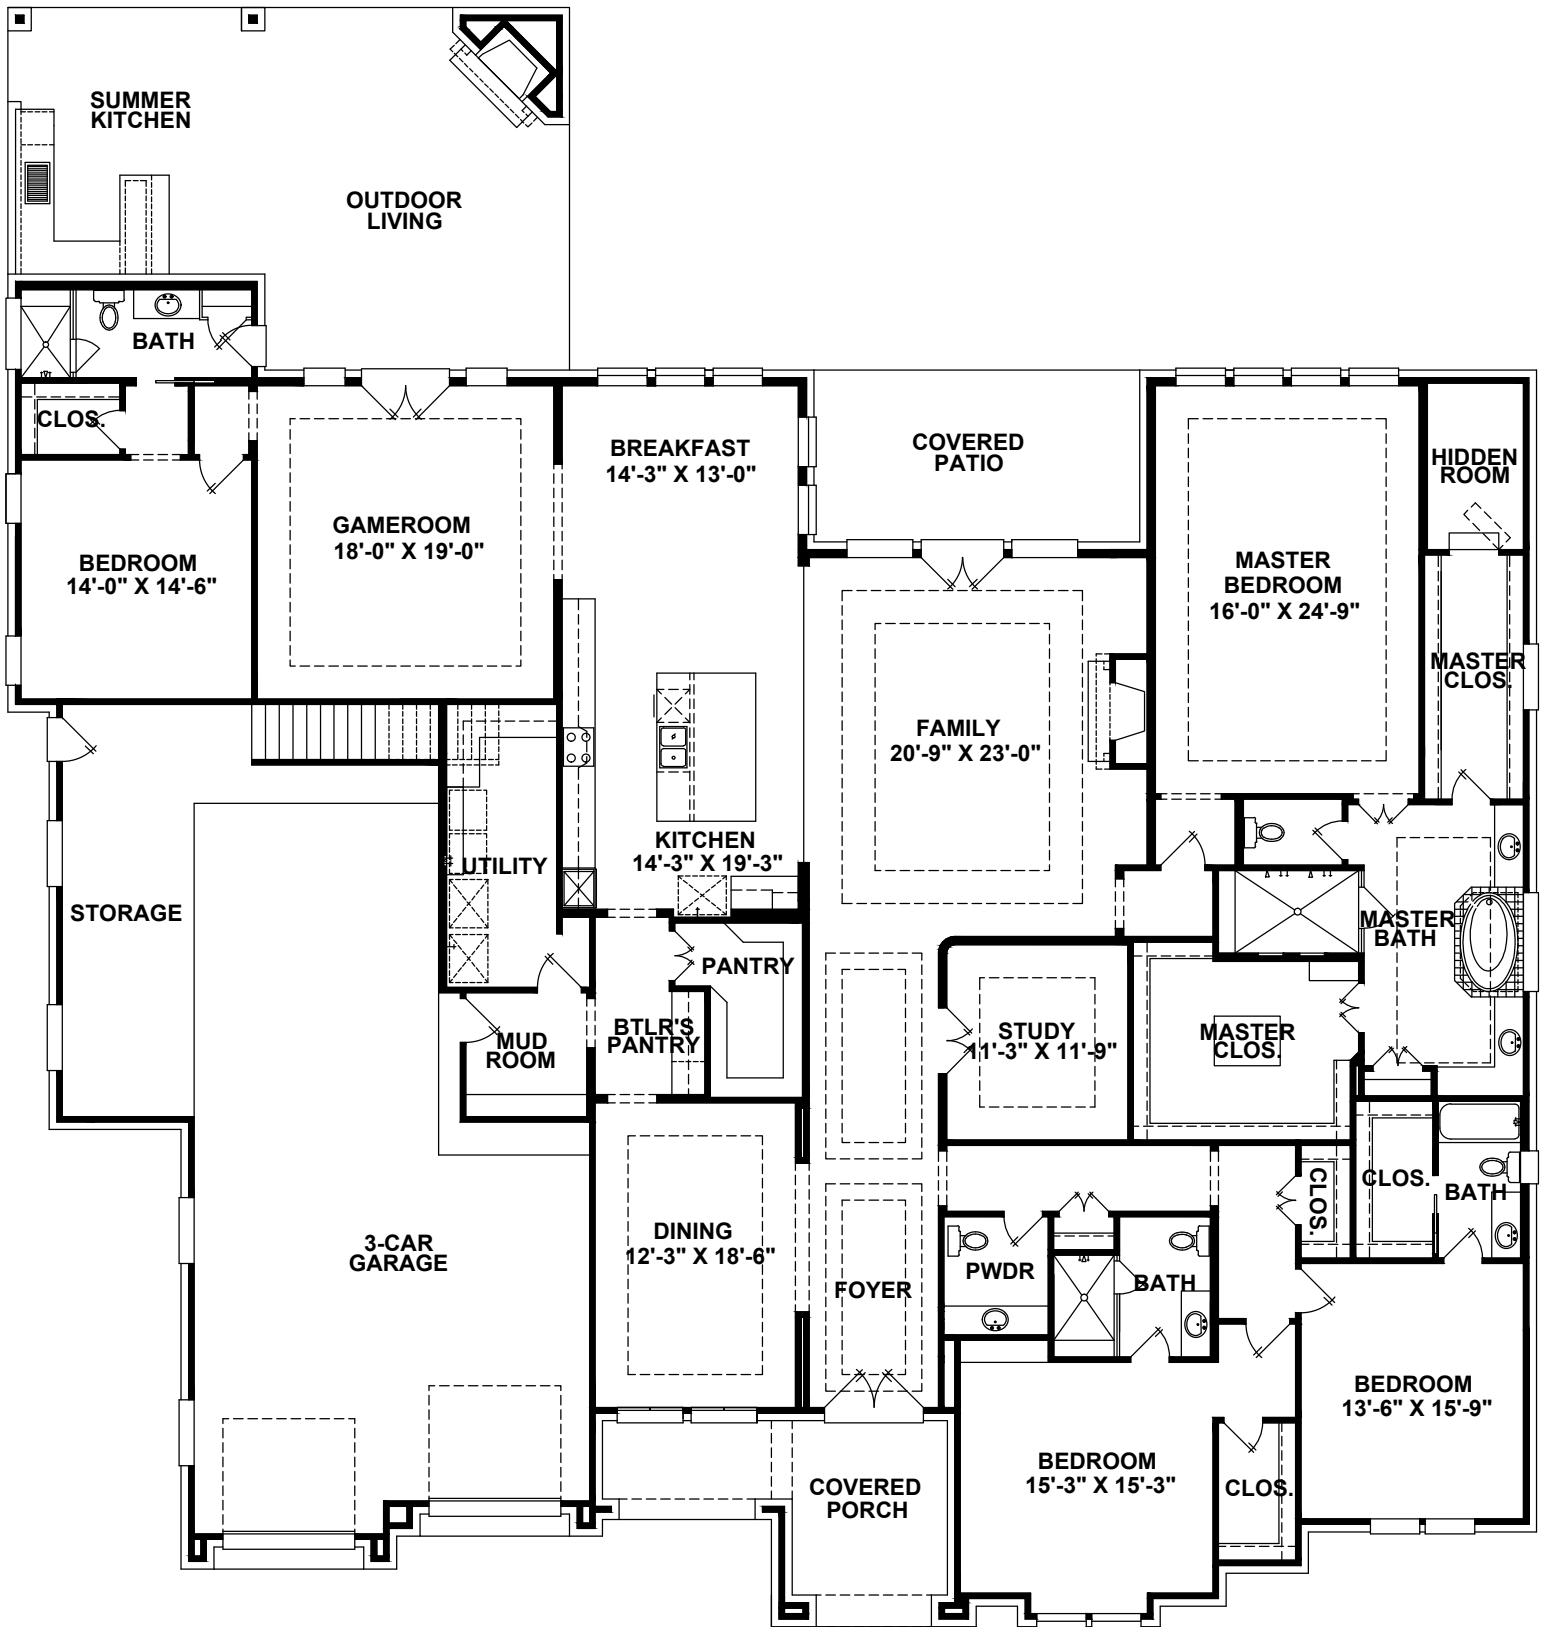 SUMMER
KITCHEN
OUTDOOR
LIVING
BATH
CLOS.
BREAKFAST
14'-3" X 13'-0"
COVERED
PATIO
HIDDEN
ROOM
GAMEROOM
18'-0" X 19'-0"
BEDROOM
14'-0" X 14'-6"
MASTER
BEDROOM
16'-0" X 24'-9"
MASTER
CLOS.
FAMILY
20'-9" X 23'-0"
KITCHEN
14'-3" X 19'-3"
UTILITY
STORAGE
MASTER
BATH
PANTRY
STUDY
11'-3" X 11'-9"
MASTER
CLOS.
BTLR'S
PANTRY
MUD
ROOM
CLOS.
CLOS.
BATH
DINING
12'-3" X 18'-6"
3-CAR
GARAGE
PWDR
BATH
FOYER
BEDROOM
13'-6" X 15'-9"
BEDROOM
15'-3" X 15'-3"
CLOS.
COVERED
PORCH